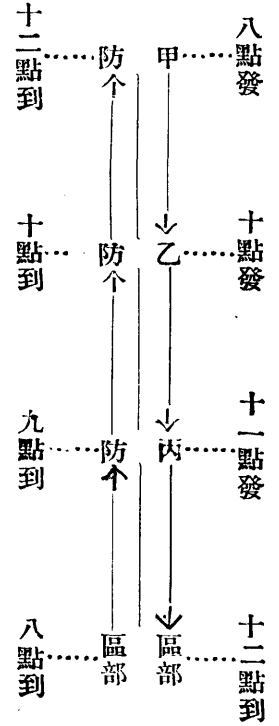 八點發
十點發
十一點發
十二點到
甲
乙
丙
區部
防
防
防
區部
十二點到
十點到
九點到
八點到